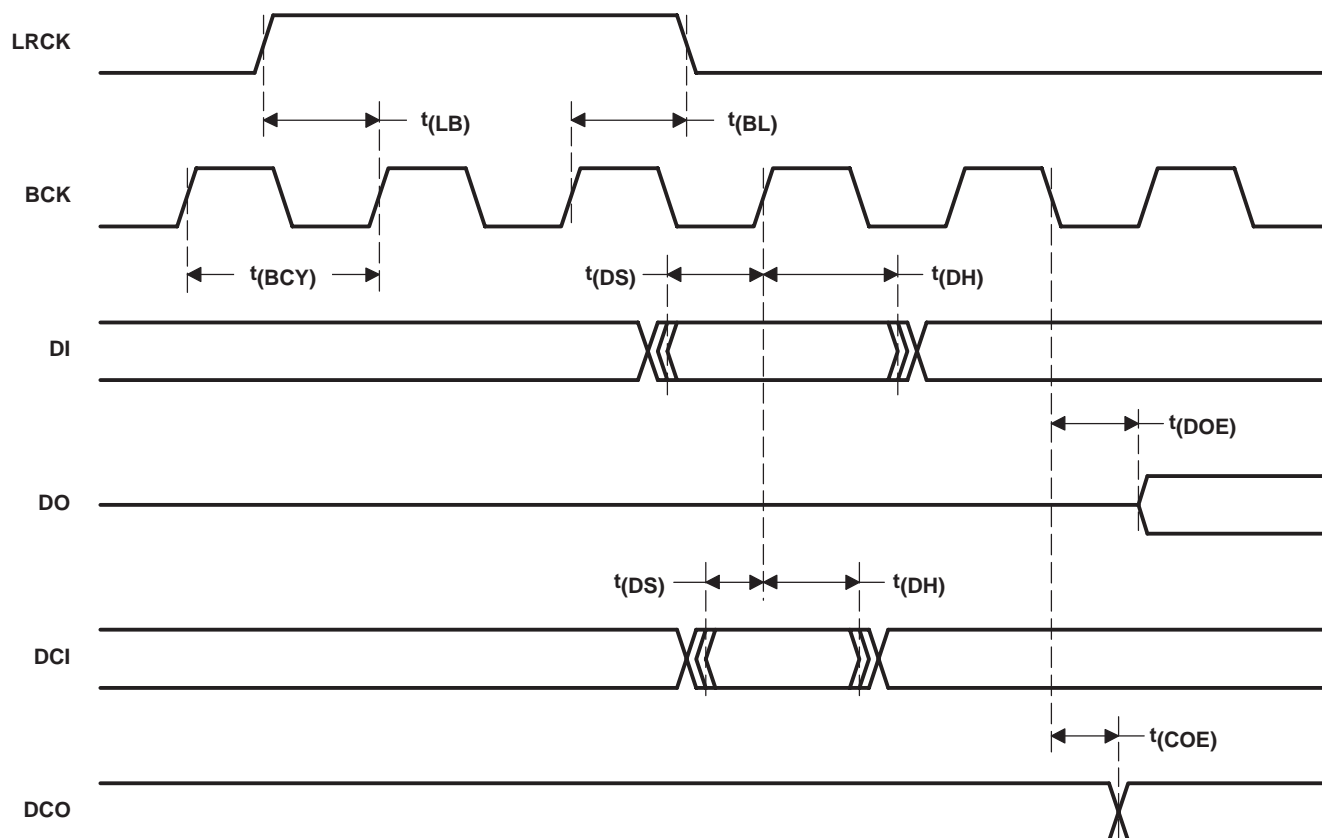 LRCK
t(LB)
t(BL)
BCK
t(BCY)
t(DS)
t(DH)
DI
t(DOE)
DO
t(DS)
t(DH)
DCI
t(COE)
DCO